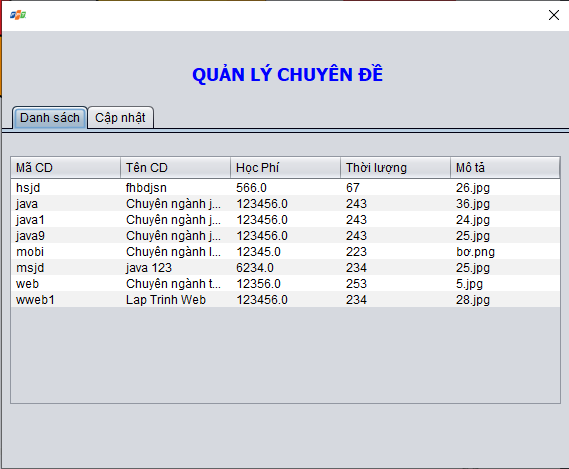 FPT
QUẢN LÝ CHUYÊN ĐỀ
Danh sách Cập nhật
Mã CD Tên CD Học Phí Thời lượng Mô tả
hsjd fhbdjsn 566.0 67 26.jpg
java Chuyên ngành j... 123456.0 243 36.jpg
java1 Chuyên ngành j... 123456.0 243 24.jpg
java9 Chuyên ngành j... 123456.0 243 25.jpg
mobi Chuyên ngành l... 12345.0 223 bơ.png
msjd java 123 6234.0 234 25.jpg
web Chuyên ngành t... 12356.0 253 5.jpg
wweb1 Lap Trinh Web 123456.0 234 28.jpg